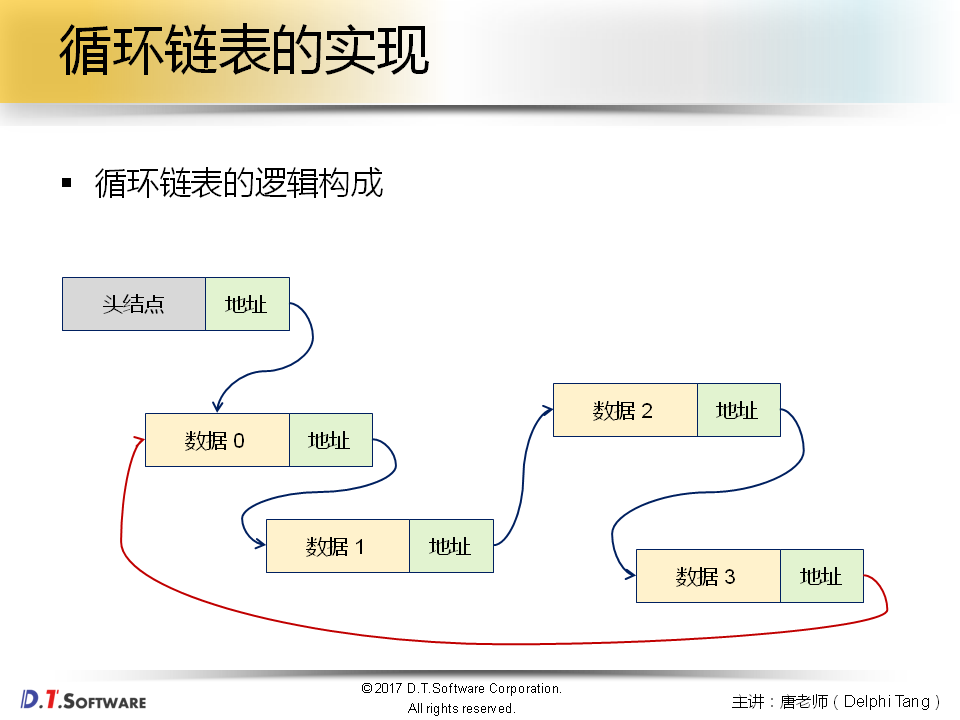 循环链表的实现
▪ 循环链表的逻辑构成
头结点 地址
数据 2 地址
数据 0 地址
数据 1 地址
数据 3 地址
D.T.SOFTWARE
©2017 D.T.Software Corporation.
All rights reserved.
主讲：唐老师（Delphi Tang）